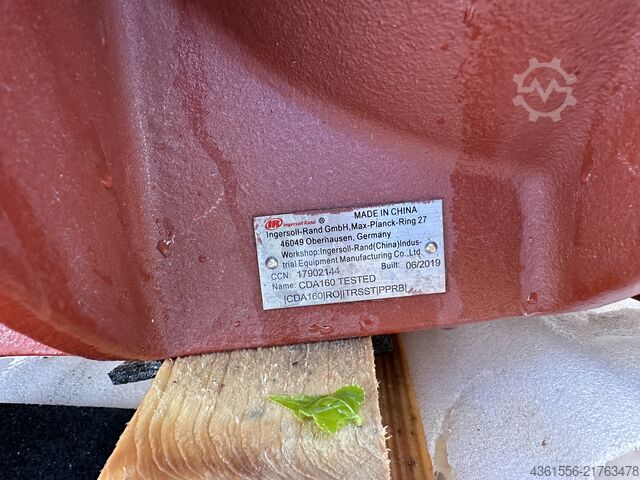 IR Ingersoll Rand ® MADE IN CHINA
Ingersoll-Rand GmbH,Max-Planck-Ring 27
46049 Oberhausen, Germany
Workshop:Ingersoll-Rand(China)Indus-
trial Equipment Manufacturing Co.,Ltd.
CCN: 17902144 Built: 06/2019
Name: CDA160 TESTED
|CDA160|RO||TRSST|PPRB|
4361556-21763478